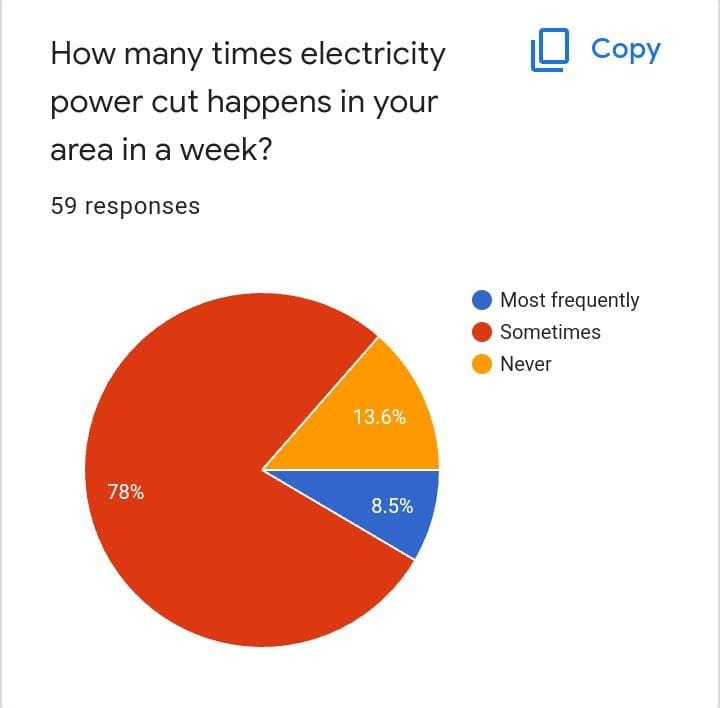 How many times electricity
power cut happens in your
area in a week?
Copy
59 responses
Most frequently
Sometimes
Never
13.6%
78%
8.5%